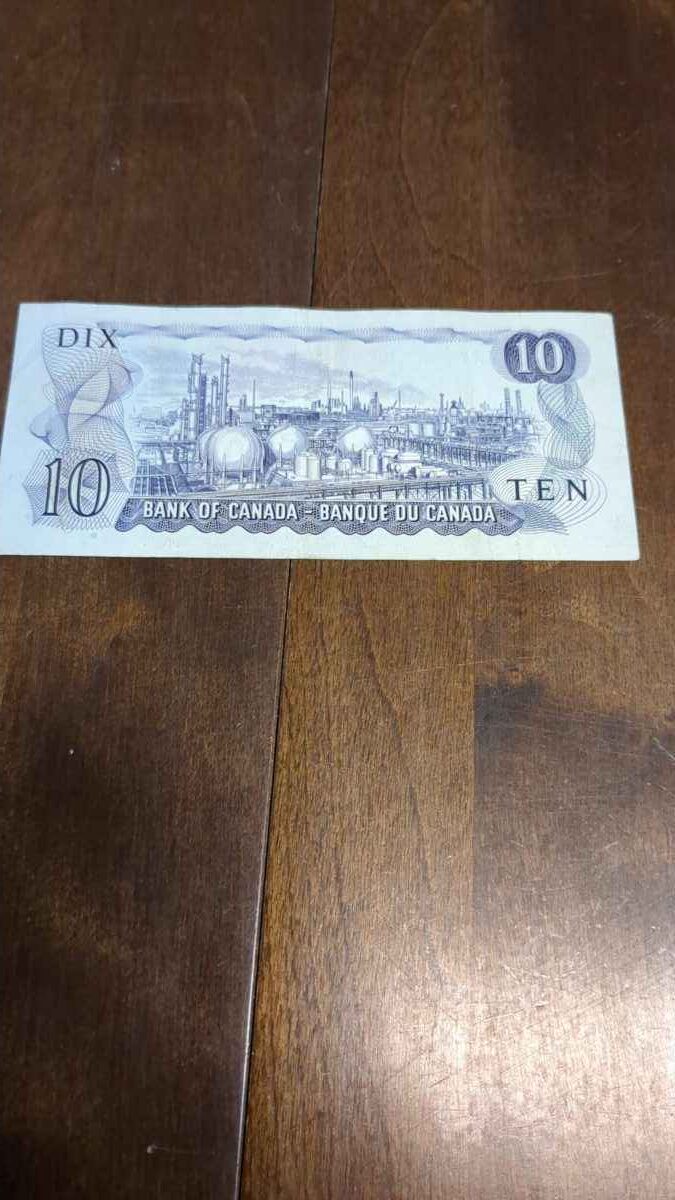 DIX
10
10
TEN
BANK OF CANADA – BANQUE DU CANADA